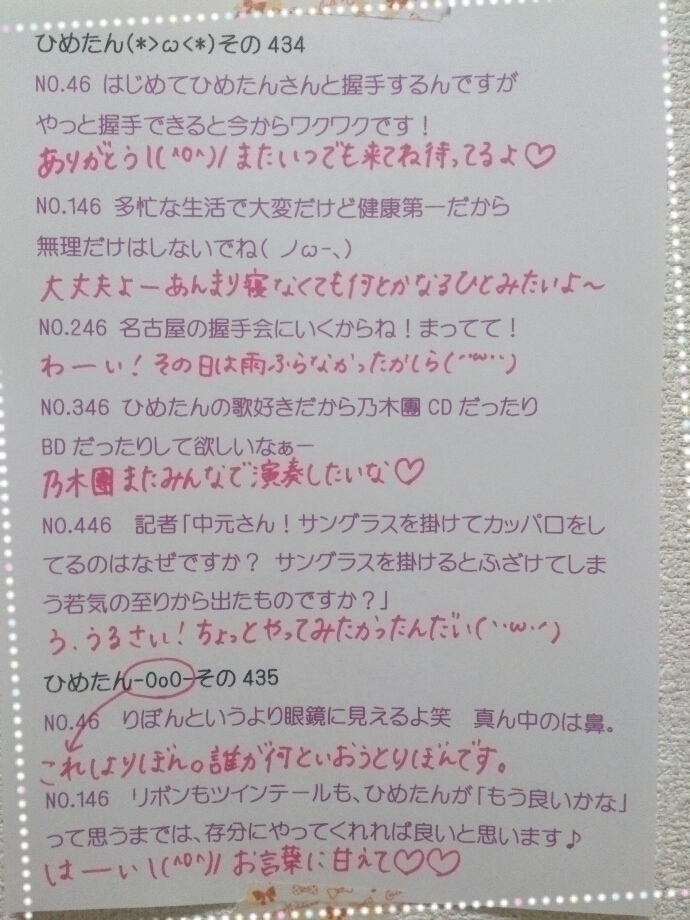 ひめたん(*>ω<*)その434
NO.46 はじめてひめたんさんと握手するんですが
やっと握手できると今からワクワクです！
ありがとう\(^o^)/またいつでも来てね待ってるよ♡
NO.146 多忙な生活で大変だけど健康第一だから
無理だけはしないでね( ノω-､)
大丈夫よーあんまり寝なくても何とかなるひとみたいよ〜
NO.246 名古屋の握手会にいくからね！まってて！
わーい！その日は雨ふらなかったかしら(･･ω･･)
NO.346 ひめたんの歌好きだから乃木團CDだったり
BDだったりして欲しいなぁー
乃木團またみんなで演奏したいな♡
NO.446 記者「中元さん！サングラスを掛けてカッパ口をし
てるのはなぜですか？ サングラスを掛けるとふざけてしま
う若気の至りから出たものですか？」
う、うるさい！ちょっとやってみたかったんだい(･･ω･･)
ひめたん-OoO-その435
NO.46 りぼんというより眼鏡に見えるよ笑 真ん中のは鼻。
これはりぼん。誰が何といおうとりぼんです。
NO.146 リボンもツインテールも、ひめたんが「もう良いかな」
って思うまでは、存分にやってくれれば良いと思います♪
はーい\(^o^)/お言葉に甘えて♡♡